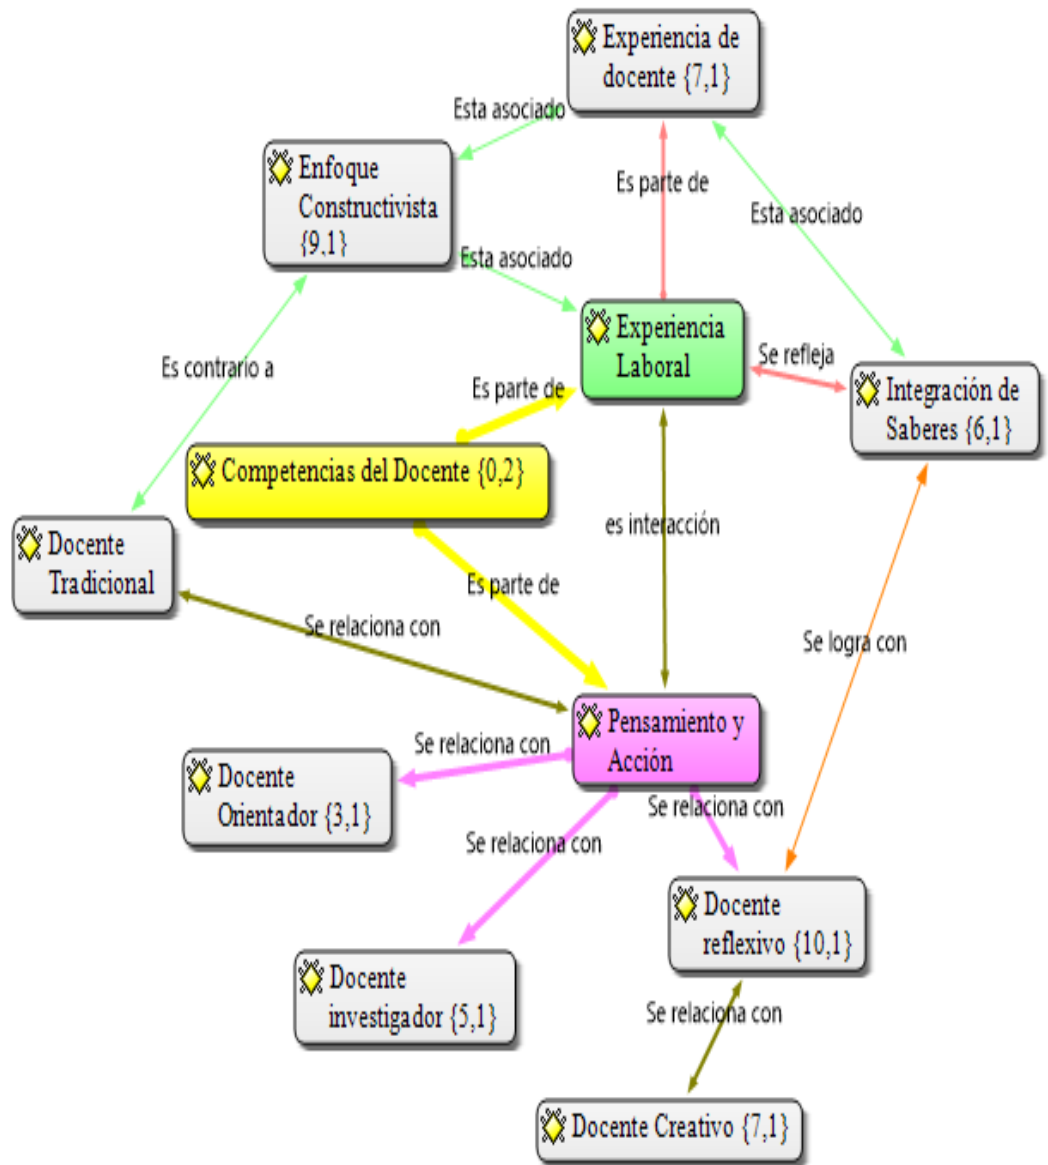 Experiencia de
docente {7,1}
Esta asociado
Enfoque
Constructivista
{9,1}
Es parte de
Esta asociado
Esta asociado
Experiencia
Laboral
Se refleja
Es contrario a
Es parte de
Integración de
Saberes {6,1}
Competencias del Docente {0,2}
es interacción
Docente
Tradicional
Es parte de
Se relaciona con
Se logra con
Pensamiento y
Acción
Se relaciona con
Docente
Orientador {3,1}
Se relaciona con
Se relaciona con
Docente
reflexivo {10,1}
Docente
investigador {5,1}
Se relaciona con
Docente Creativo {7,1}